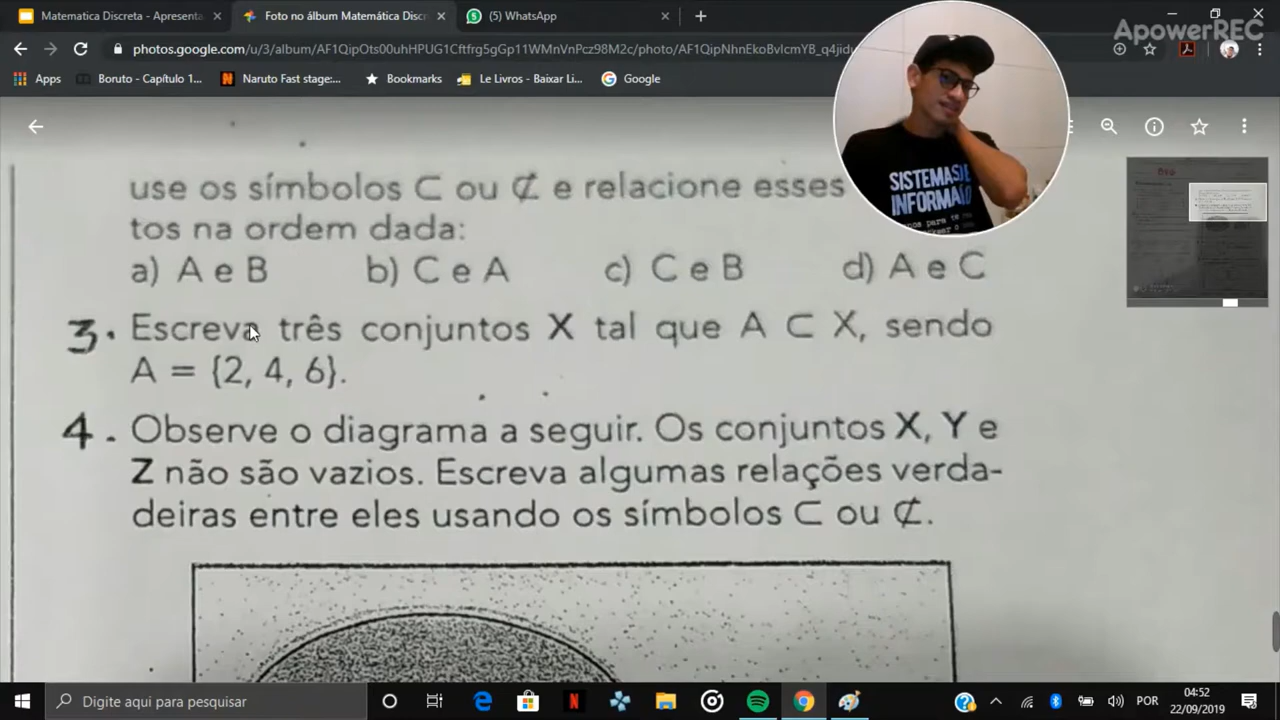 Matematica Discreta - Apresenta
Foto no álbum Matemática Discr
(5) WhatsApp
ApowerREC
photos.google.com/u/3/album/AF1QipOts00uhHPUG1Cftfrg5gGp11WMnVnPcz98M2c/photo/AF1QipNhnEkoBvlcmYB_q4jidu
Apps
Boruto - Capítulo 1...
Naruto Fast stage:...
Bookmarks
Le Livros - Baixar Li...
Google
SISTEMAS DE
INFORMAÇÃO
use os símbolos ⊂ ou ⊄ e relacione esses
tos na ordem dada:
a) A e B b) C e A c) C e B d) A e C
3. Escreva três conjuntos X tal que A ⊂ X, sendo
A = {2, 4, 6}.
4. Observe o diagrama a seguir. Os conjuntos X, Y e
Z não são vazios. Escreva algumas relações verda-
deiras entre eles usando os símbolos ⊂ ou ⊄.
Digite aqui para pesquisar
POR
04:52
22/09/2019